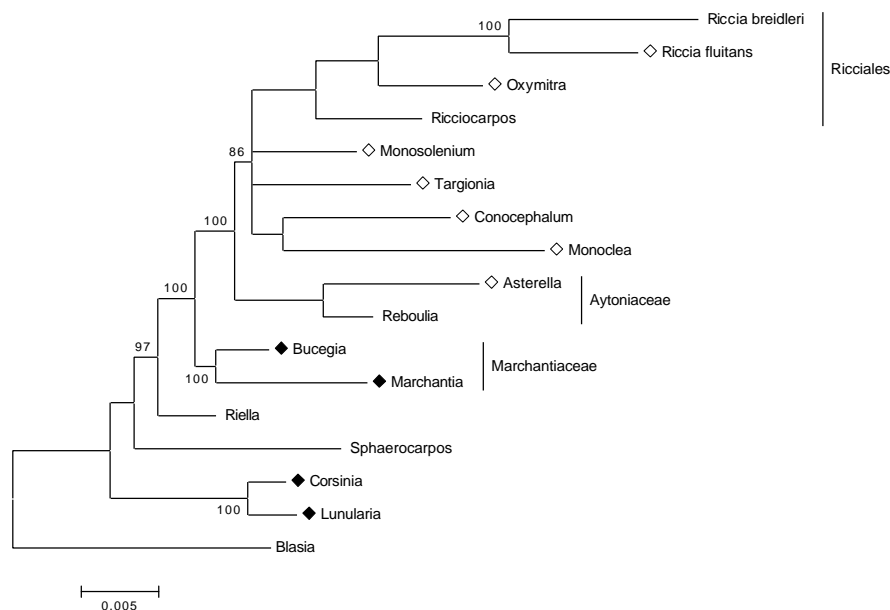 Riccia breidleri
100
Riccia fluitans
Ricciales
Oxymitra
Ricciocarpos
86
Monosolenium
Targionia
100
Conocephalum
Monoclea
Asterella
100
Aytoniaceae
Reboulia
97
Bucegia
Marchantiaceae
100
Marchantia
Riella
Sphaerocarpos
Corsinia
100
Lunularia
Blasia
0.005